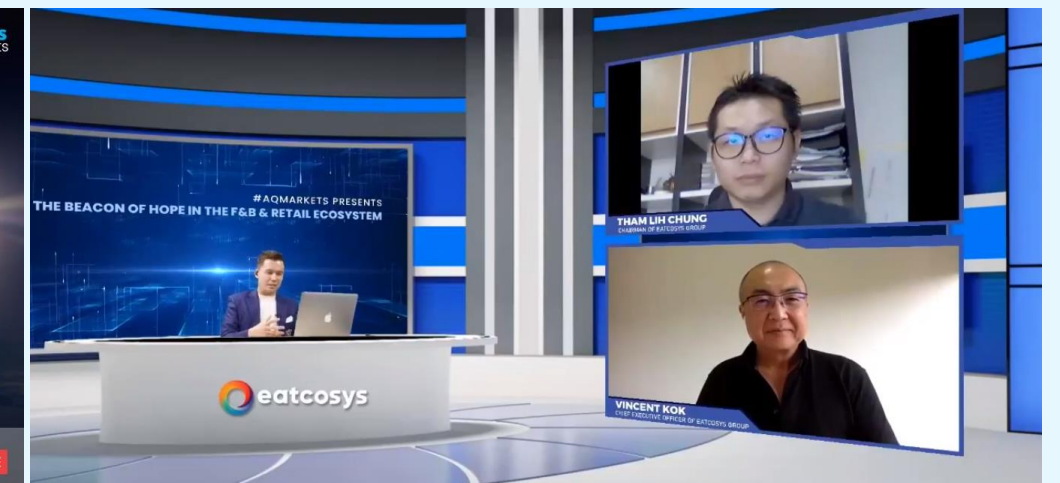 S
TS
#AQMARKETS PRESENTS
THE BEACON OF HOPE IN THE F&B & RETAIL ECOSYSTEM
THAM LIH CHUNG
CHAIRMAN OF EATCOSYS GROUP
eatcosys
VINCENT KOK
CHIEF EXECUTIVE OFFICER OF EATCOSYS GROUP